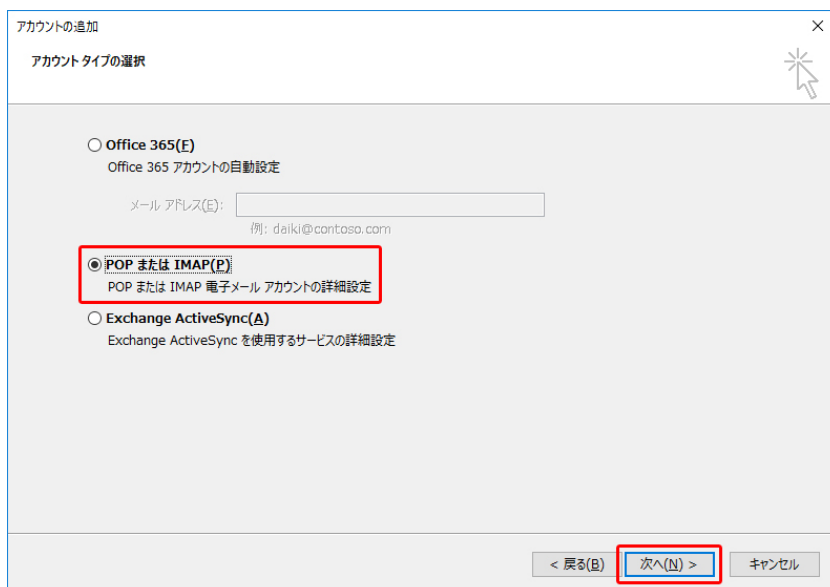 アカウントの追加
アカウント タイプの選択
Office 365(F)
Office 365 アカウントの自動設定
メール アドレス(E):
例: daiki@contoso.com
POP または IMAP(P)
POP または IMAP 電子メール アカウントの詳細設定
Exchange ActiveSync(A)
Exchange ActiveSync を使用するサービスの詳細設定
< 戻る(B) 次へ(N) > キャンセル